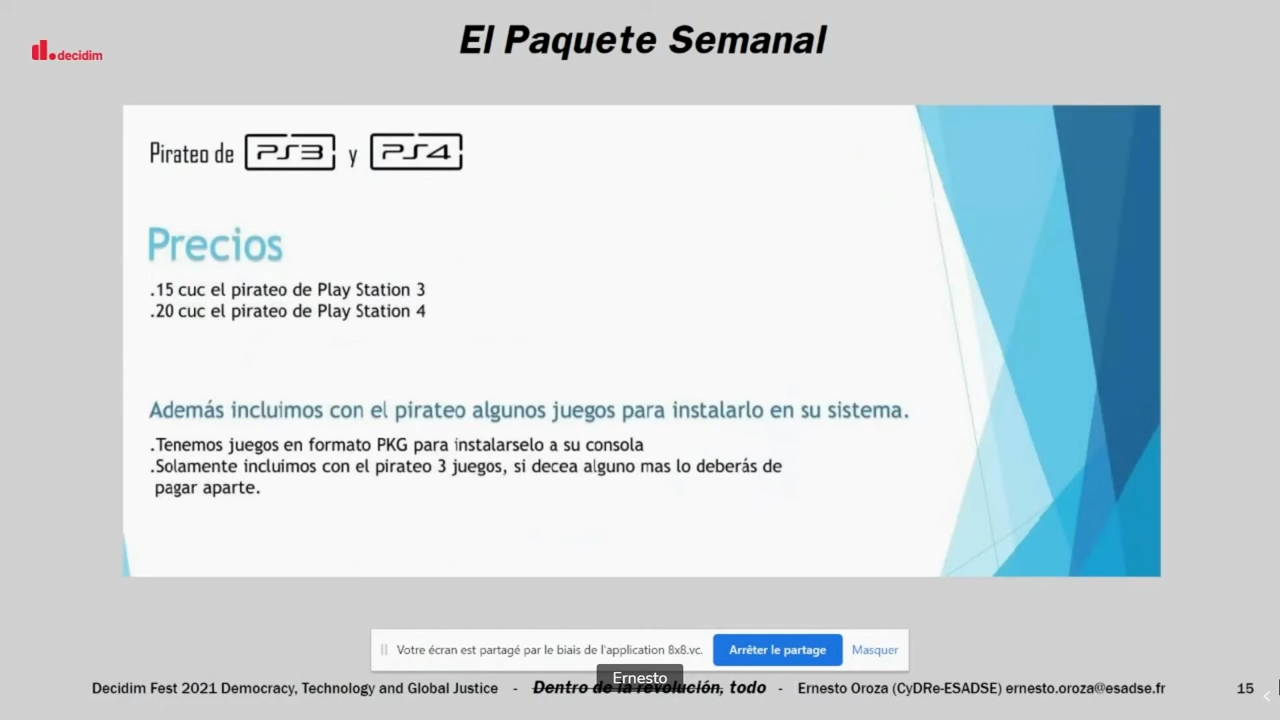 El Paquete Semanal
decidim
Pirateo de PS3 y PS4
Precios
.15 cuc el pirateo de Play Station 3
.20 cuc el pirateo de Play Station 4
Además incluimos con el pirateo algunos juegos para instalarlo en su sistema.
.Tenemos juegos en formato PKG para instalarselo a su consola
.Solamente incluimos con el pirateo 3 juegos, si decea alguno mas lo deberás de
pagar aparte.
Votre écran est partagé par le biais de l'application 8x8.vc. Arrêter le partage Masquer
Ernesto
Decidim Fest 2021 Democracy, Technology and Global Justice - Dentro de la revolución, todo - Ernesto Oroza (CyDRe-ESADSE) ernesto.oroza@esadse.fr 15